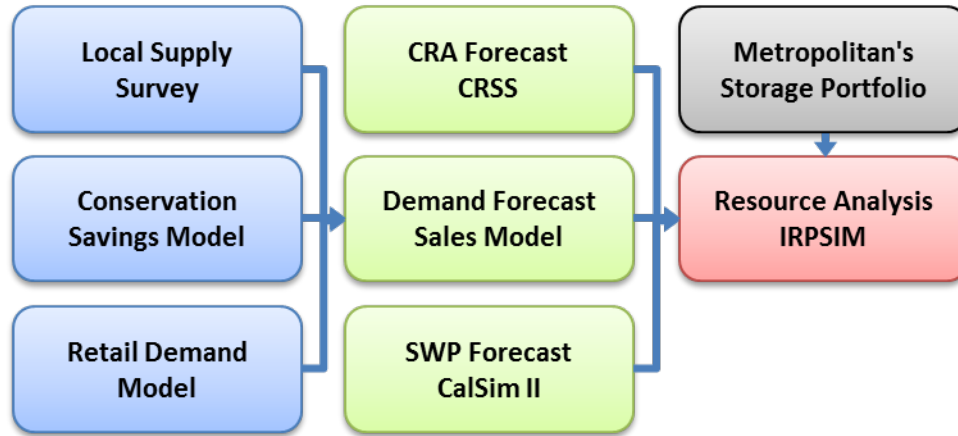 Local Supply
Survey
CRA Forecast
CRSS
Metropolitan's
Storage Portfolio
Conservation
Savings Model
Demand Forecast
Sales Model
Resource Analysis
IRPSIM
Retail Demand
Model
SWP Forecast
CalSim II